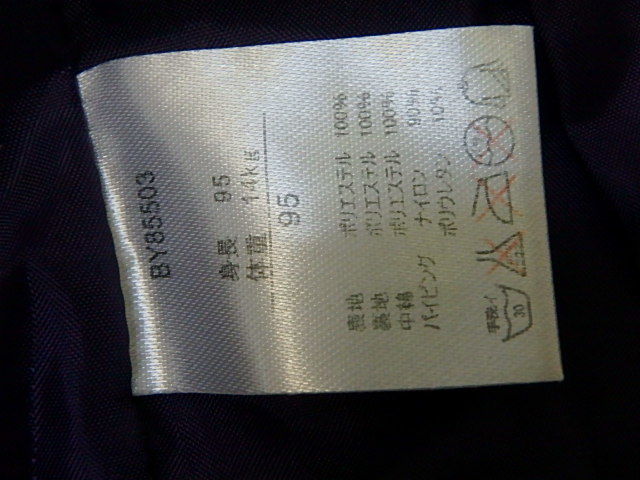 BY85503
身長 95
体重 14kg
95
表地 ポリエステル 100%
裏地 ポリエステル 100%
中綿 ポリエステル 100%
パイピング ナイロン 90%
ポリウレタン 10%
手洗イ
30